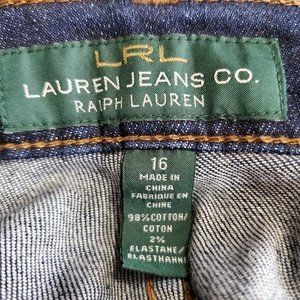 LRL
LAUREN JEANS CO.
RALPH LAUREN
16
MADE IN
CHINA
FABRIQUE EN
CHINE
98% COTTON/
COTON
2%
ELASTANE/
ELASTHANNE